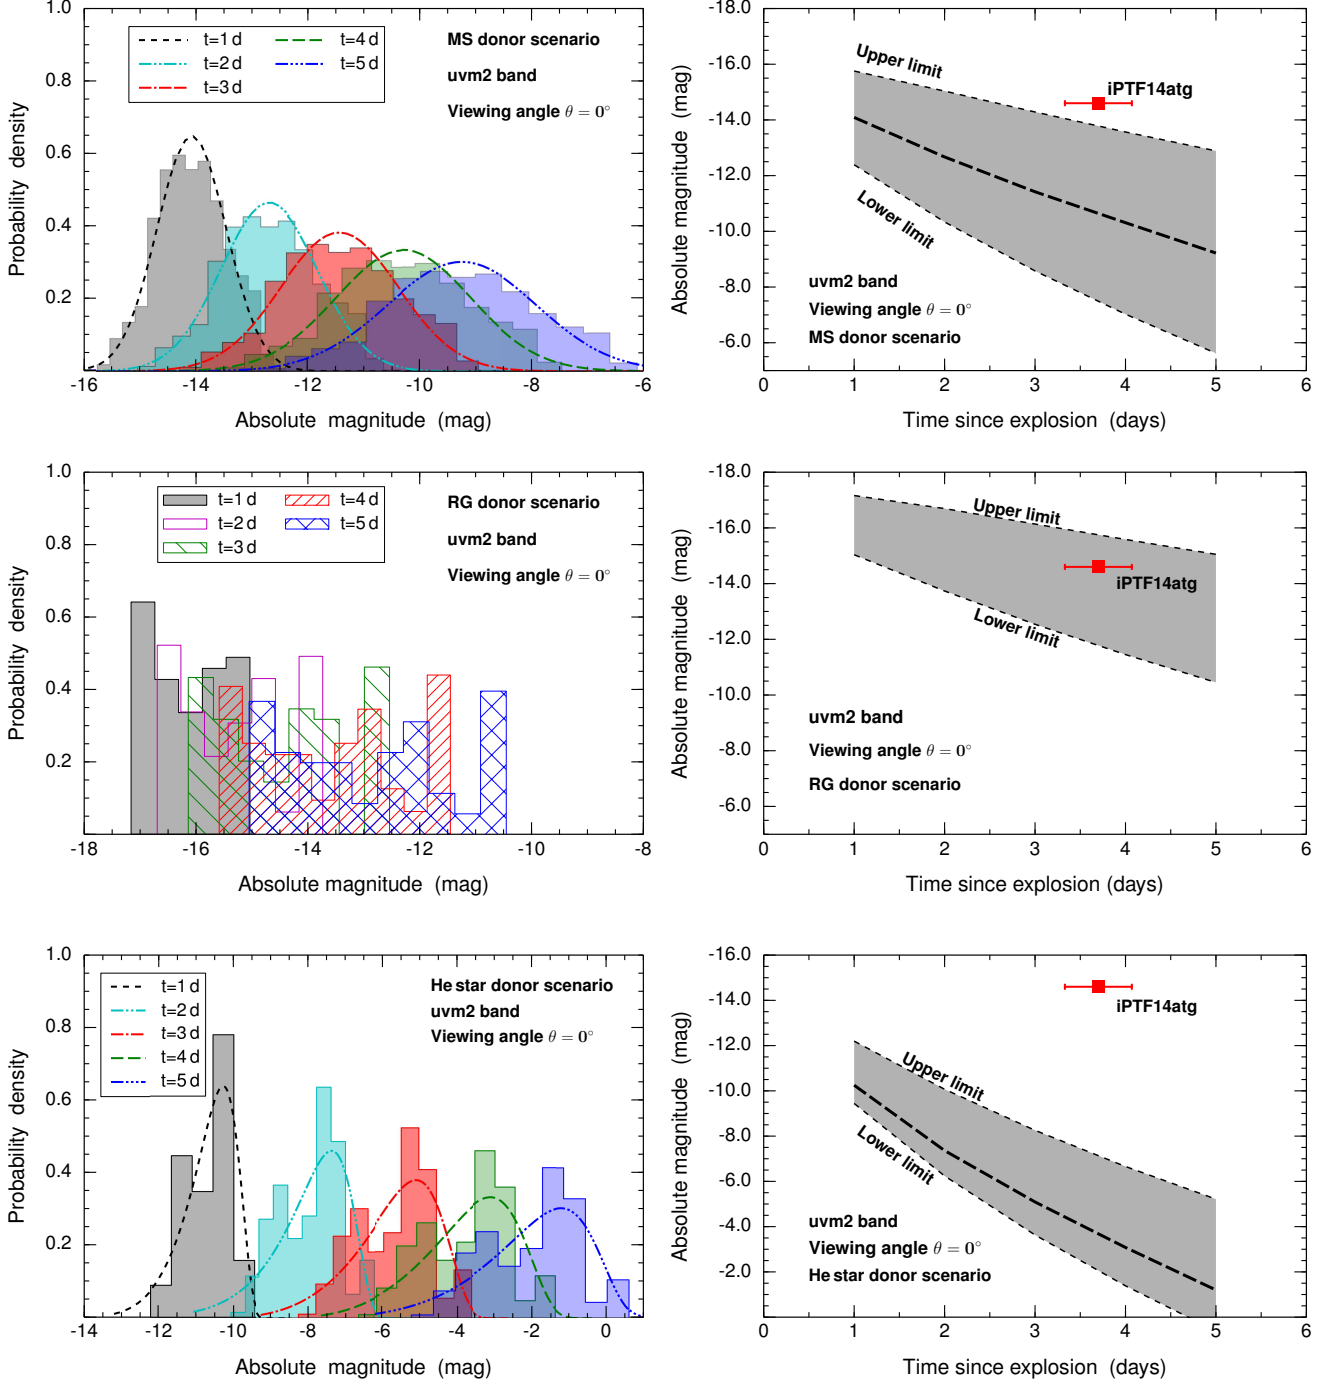 1.0
0.8
0.6
0.4
0.2
Probability density
t=1 d
t=2 d
t=3 d
t=4 d
t=5 d
MS donor scenario
uvm2 band
Viewing angle θ = 0°
-16
-14
-12
-10
-8
-6
Absolute magnitude (mag)
-18.0
-16.0
-14.0
-12.0
-10.0
-8.0
-6.0
Absolute magnitude (mag)
Upper limit
iPTF14atg
Lower limit
uvm2 band
Viewing angle θ = 0°
MS donor scenario
0
1
2
3
4
5
6
Time since explosion (days)
1.0
0.8
0.6
0.4
0.2
Probability density
t=1 d
t=2 d
t=3 d
t=4 d
t=5 d
RG donor scenario
uvm2 band
Viewing angle θ = 0°
-18
-16
-14
-12
-10
-8
Absolute magnitude (mag)
-18.0
-16.0
-14.0
-12.0
-10.0
-8.0
-6.0
Absolute magnitude (mag)
Upper limit
iPTF14atg
Lower limit
uvm2 band
Viewing angle θ = 0°
RG donor scenario
0
1
2
3
4
5
6
Time since explosion (days)
1.0
0.8
0.6
0.4
0.2
Probability density
t=1 d
t=2 d
t=3 d
t=4 d
t=5 d
He star donor scenario
uvm2 band
Viewing angle θ = 0°
-14
-12
-10
-8
-6
-4
-2
0
Absolute magnitude (mag)
-16.0
-14.0
-12.0
-10.0
-8.0
-6.0
-4.0
-2.0
Absolute magnitude (mag)
iPTF14atg
Upper limit
Lower limit
uvm2 band
Viewing angle θ = 0°
He star donor scenario
0
1
2
3
4
5
6
Time since explosion (days)